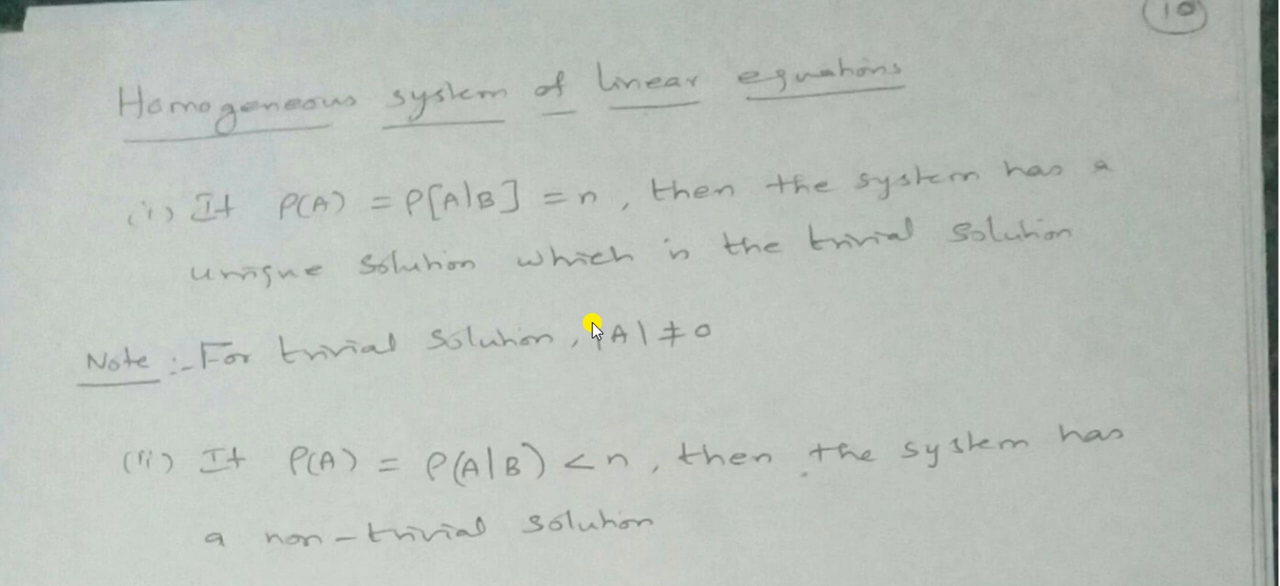 10
Homogeneous system of linear equations
(i) If ρ(A) = ρ[A|B] = n, then the system has a
unique solution which is the trivial solution
Note :- For trivial solution, |A| ≠ 0
(ii) If ρ(A) = ρ(A|B) < n, then the system has
a non-trivial solution